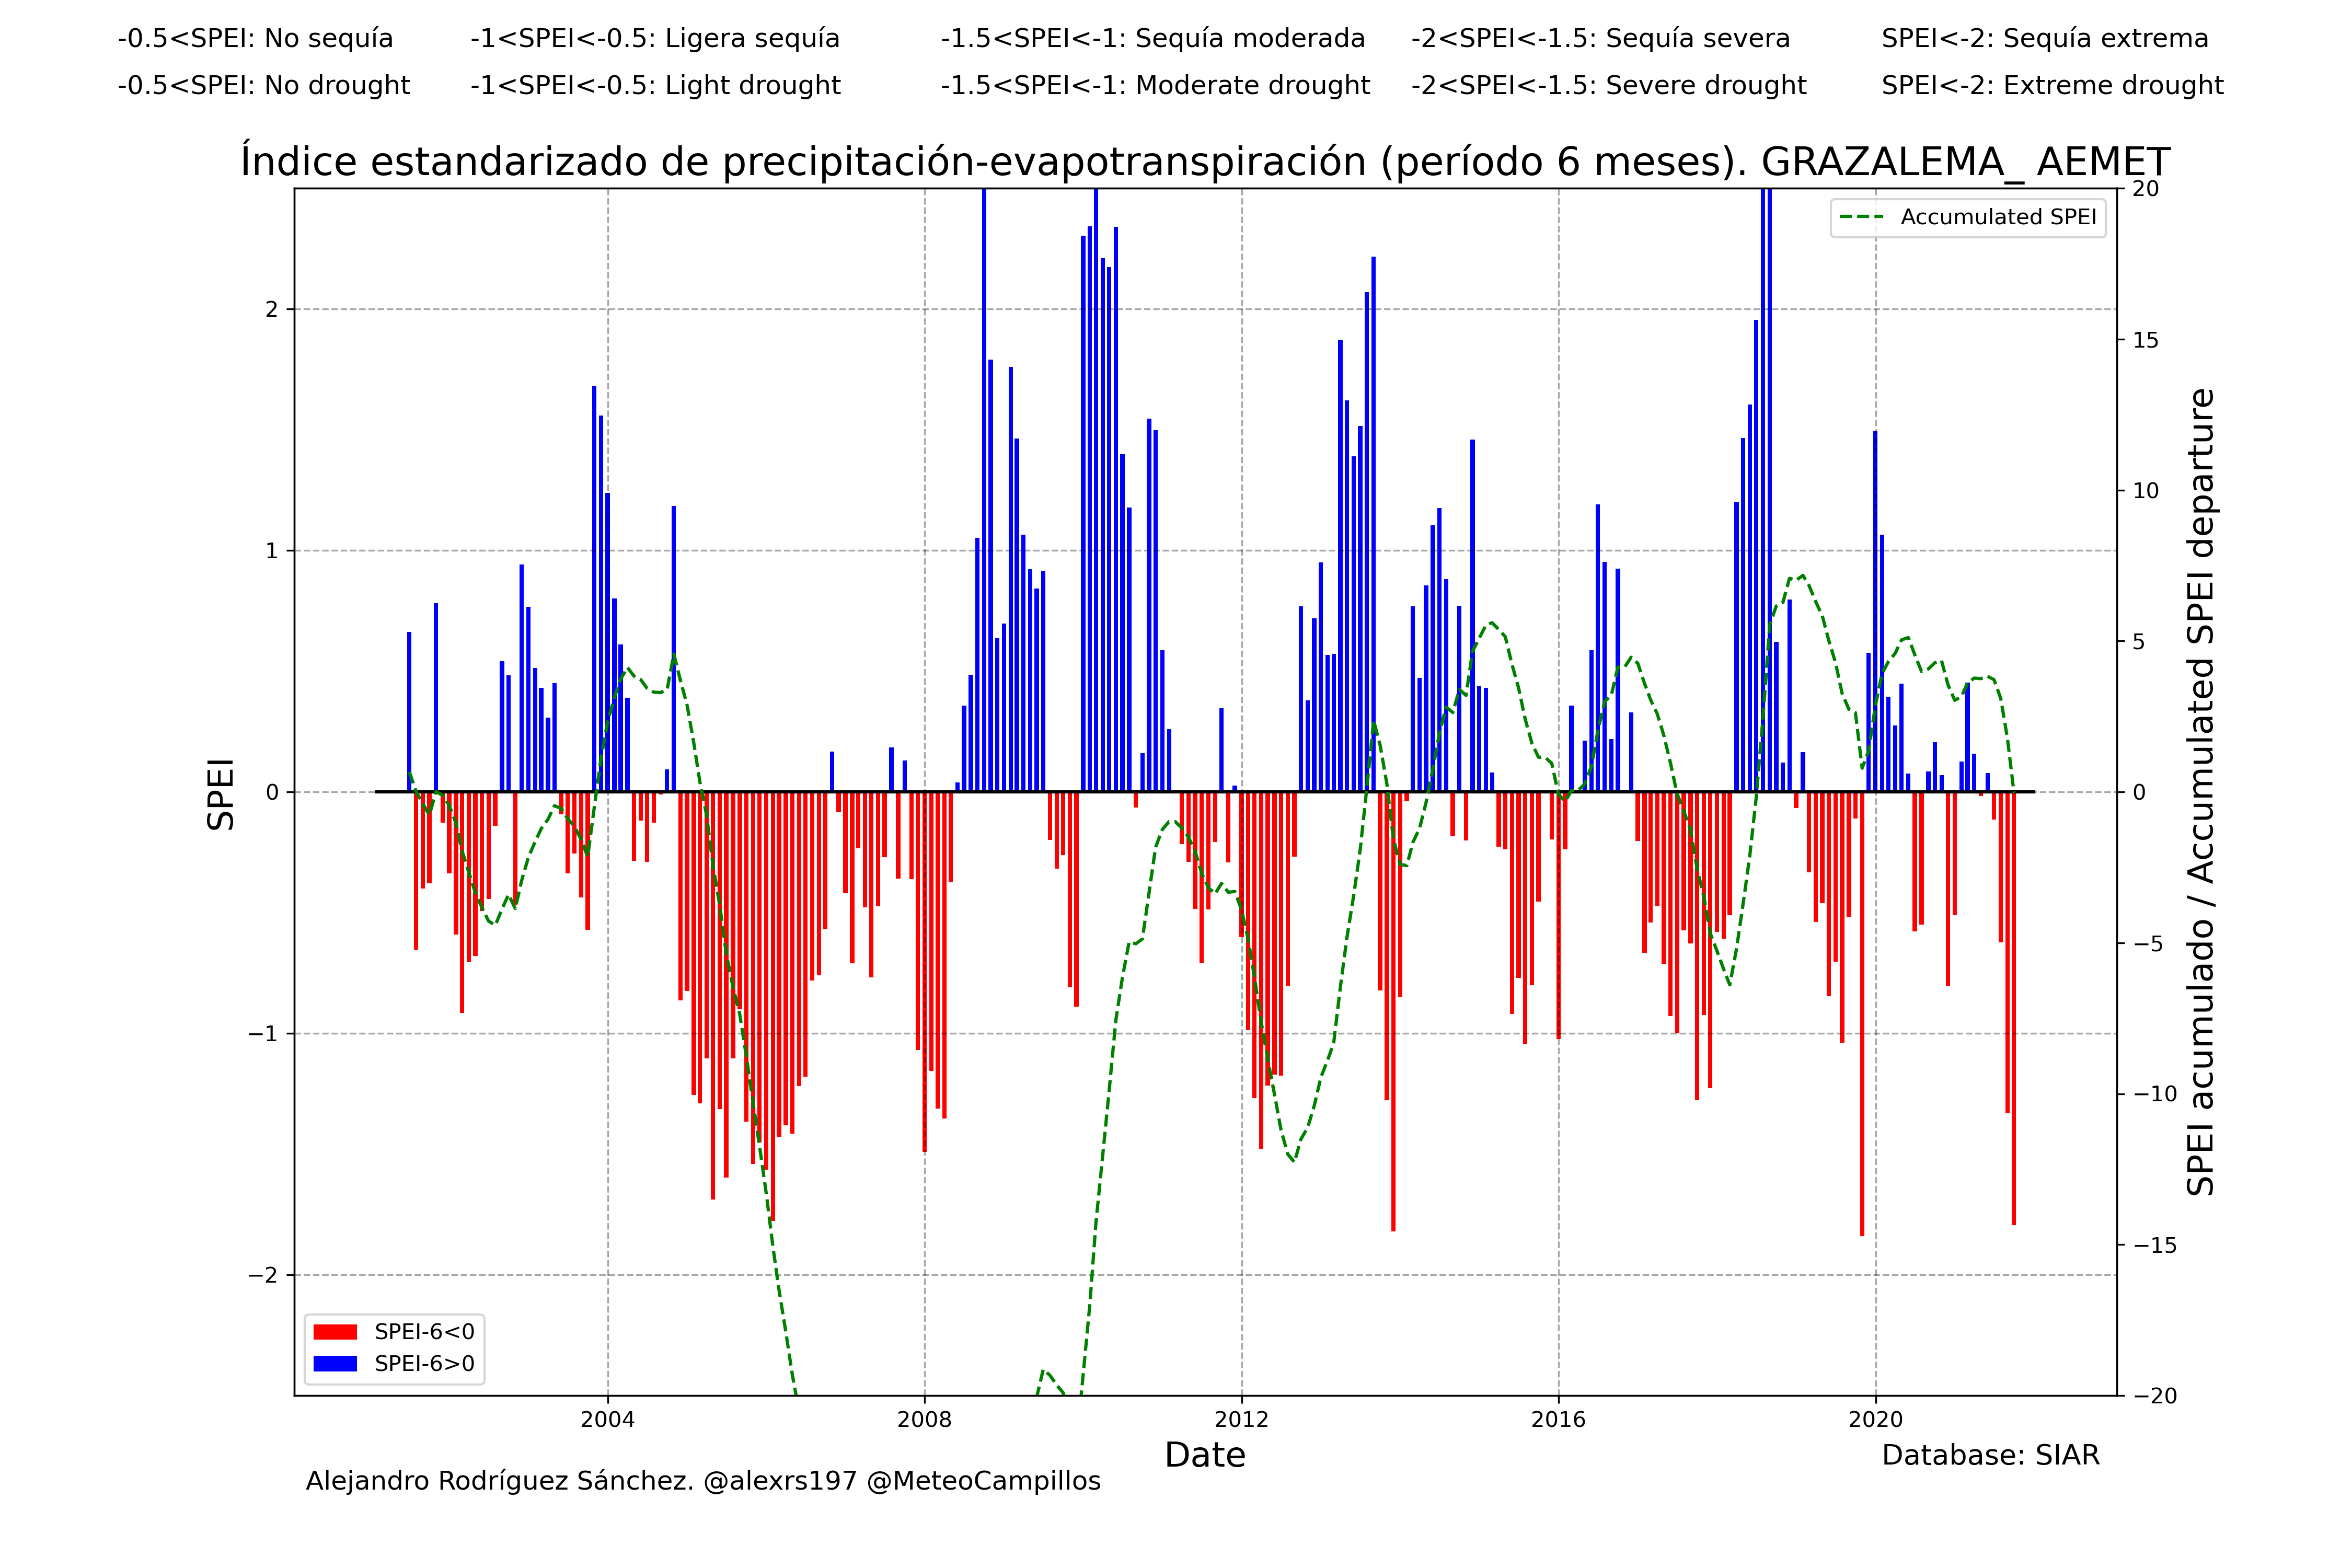 -0.5<SPEI: No sequía -1<SPEI<-0.5: Ligera sequía -1.5<SPEI<-1: Sequía moderada -2<SPEI<-1.5: Sequía severa SPEI<-2: Sequía extrema
-0.5<SPEI: No drought -1<SPEI<-0.5: Light drought -1.5<SPEI<-1: Moderate drought -2<SPEI<-1.5: Severe drought SPEI<-2: Extreme drought
Índice estandarizado de precipitación-evapotranspiración (período 6 meses). GRAZALEMA_ AEMET
Accumulated SPEI
2
1
0
−1
−2
SPEI
20
15
10
5
0
−5
−10
−15
−20
SPEI acumulado / Accumulated SPEI departure
SPEI-6<0
SPEI-6>0
2004 2008 2012 2016 2020
Date
Database: SIAR
Alejandro Rodríguez Sánchez. @alexrs197 @MeteoCampillos